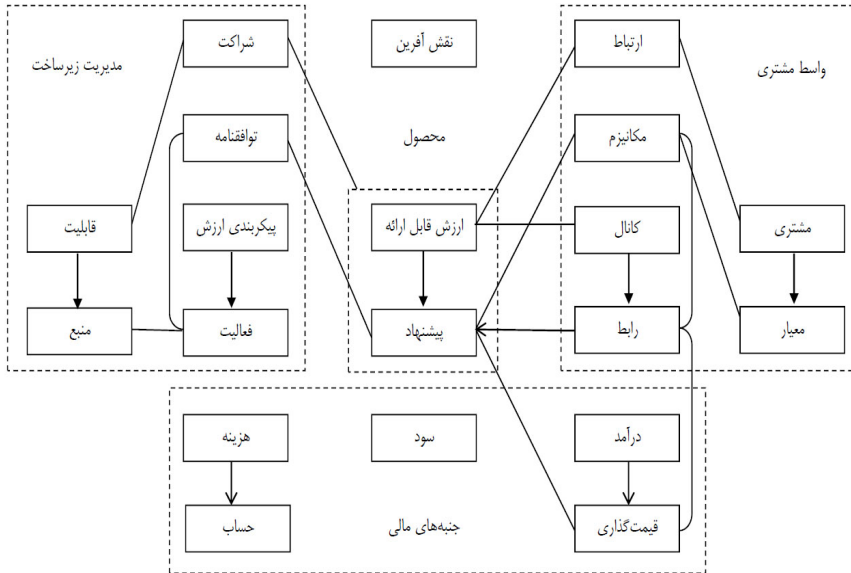 ارتباط
نقش آفرین
شراکت
واسط مشتری
مدیریت زیرساخت
مکانیزم
محصول
توافقنامه
مشتری
کانال
ارزش قابل ارائه
پیکربندی ارزش
قابلیت
معیار
رابط
پیشنهاد
فعالیت
منبع
درآمد
سود
هزینه
قیمت‌گذاری
جنبه‌های مالی
حساب